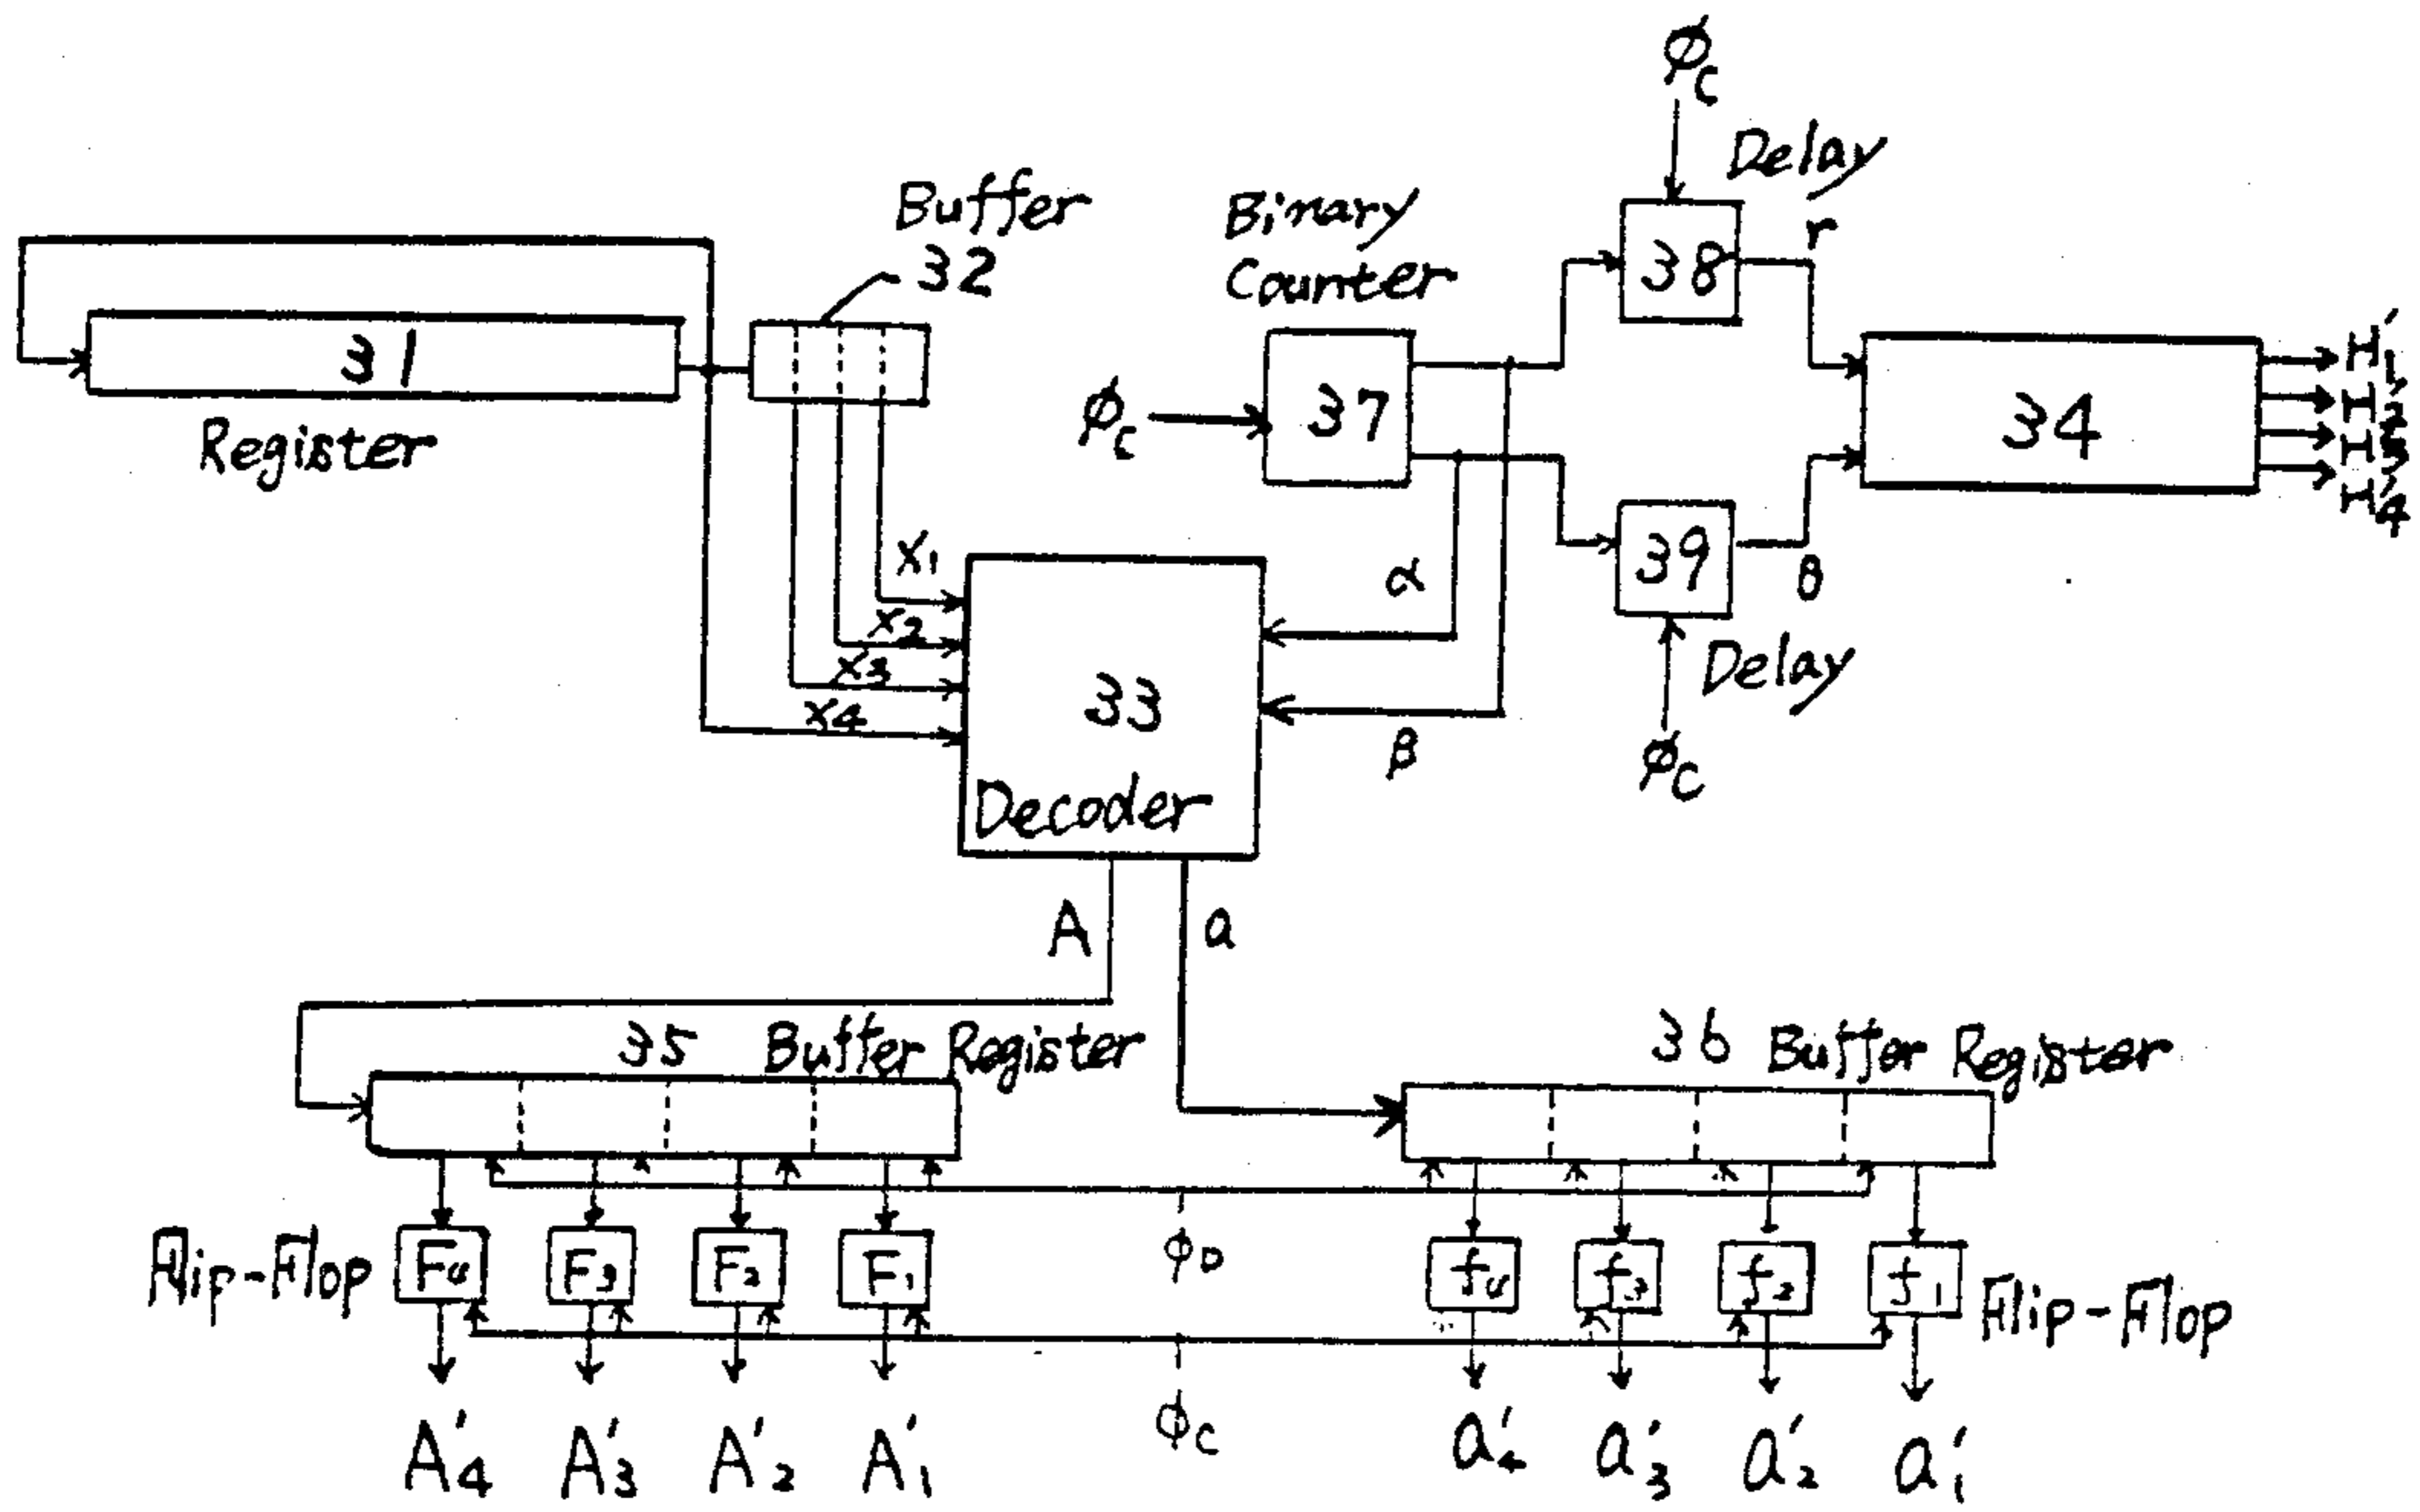 ϕC
Delay
r
38
Buffer
32
Binary
Counter
31
Register
ϕC
37
34
H'1
H'2
H'3
H'4
39
θ
Delay
ϕC
X1
X2
X3
X4
α
β
33
Decoder
A
a
35 Buffer Register
36 Buffer Register
Flip-Flop
F4
F3
F2
F1
ϕD
f4
f3
f2
f1
Flip-Flop
A'4
A'3
A'2
A'1
ϕC
a'4
a'3
a'2
a'1